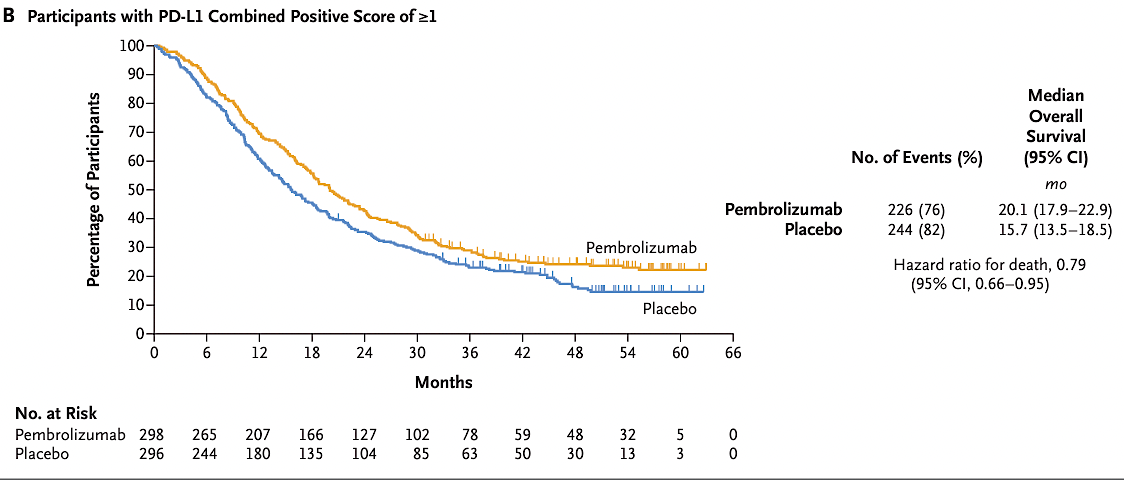 B Participants with PD-L1 Combined Positive Score of ≥1
Percentage of Participants
100
90
80
70
60
50
40
30
20
10
0
0 6 12 18 24 30 36 42 48 54 60 66
Months
Pembrolizumab
Placebo
No. of Events (%)
Median
Overall
Survival
(95% CI)
mo
Pembrolizumab 226 (76) 20.1 (17.9–22.9)
Placebo 244 (82) 15.7 (13.5–18.5)
Hazard ratio for death, 0.79
(95% CI, 0.66–0.95)
No. at Risk
Pembrolizumab 298 265 207 166 127 102 78 59 48 32 5 0
Placebo 296 244 180 135 104 85 63 50 30 13 3 0